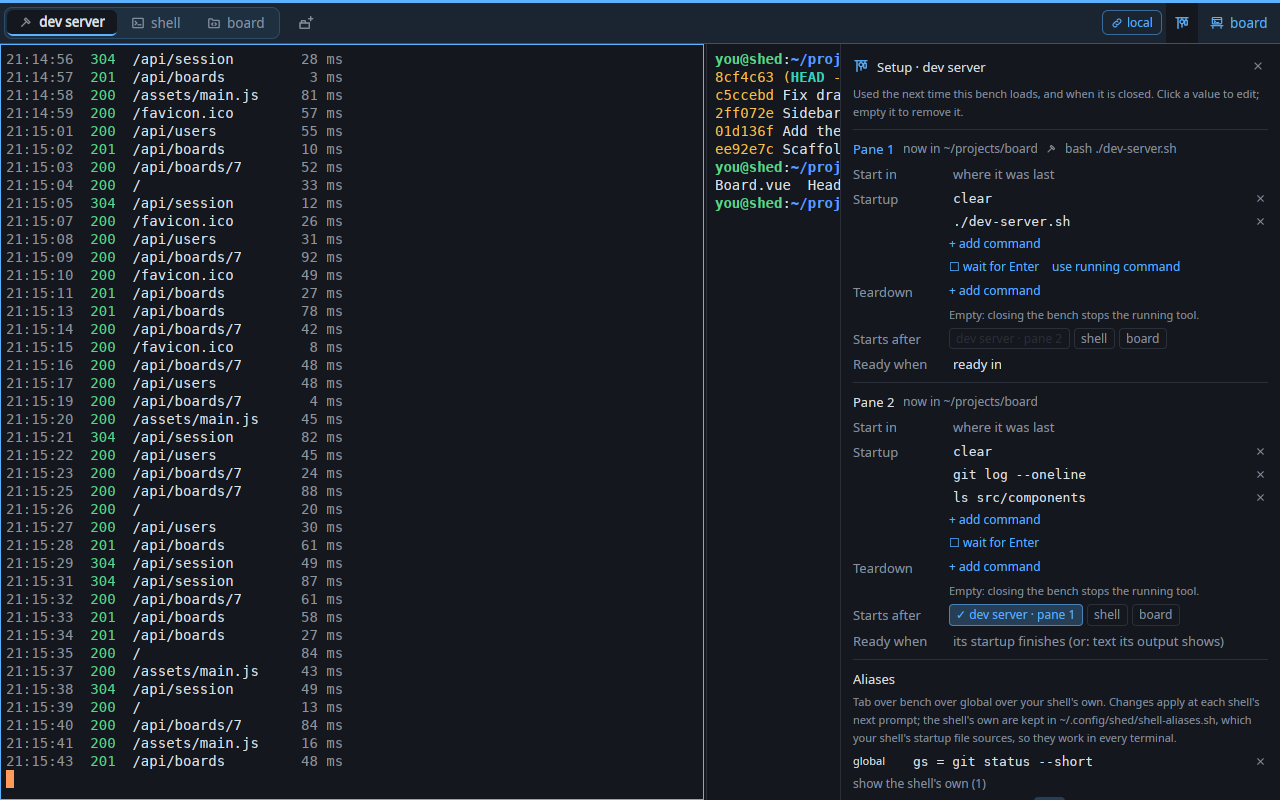 dev server
shell
board
local
board
21:14:56 304 /api/session 28 ms
21:14:57 201 /api/boards 3 ms
21:14:58 200 /assets/main.js 81 ms
21:14:59 200 /favicon.ico 57 ms
21:15:01 200 /api/users 55 ms
21:15:02 201 /api/boards 10 ms
21:15:03 200 /api/boards/7 52 ms
21:15:04 200 / 33 ms
21:15:05 304 /api/session 12 ms
21:15:07 200 /favicon.ico 26 ms
21:15:08 200 /api/users 31 ms
21:15:09 200 /api/boards/7 92 ms
21:15:10 200 /favicon.ico 49 ms
21:15:11 201 /api/boards 27 ms
21:15:13 201 /api/boards 78 ms
21:15:14 200 /api/boards/7 42 ms
21:15:15 200 /favicon.ico 8 ms
21:15:16 200 /api/boards/7 48 ms
21:15:17 200 /api/users 48 ms
21:15:19 200 /api/boards/7 4 ms
21:15:20 200 /assets/main.js 45 ms
21:15:21 304 /api/session 82 ms
21:15:22 200 /api/users 45 ms
21:15:23 200 /api/boards/7 24 ms
21:15:25 200 /api/boards/7 88 ms
21:15:26 200 / 20 ms
21:15:27 200 /api/users 30 ms
21:15:28 201 /api/boards 61 ms
21:15:29 304 /api/session 49 ms
21:15:31 304 /api/session 87 ms
21:15:32 200 /api/boards/7 61 ms
21:15:33 201 /api/boards 58 ms
21:15:34 201 /api/boards 27 ms
21:15:35 200 / 84 ms
21:15:37 200 /assets/main.js 43 ms
21:15:38 304 /api/session 49 ms
21:15:39 200 / 13 ms
21:15:40 200 /api/boards/7 84 ms
21:15:41 200 /assets/main.js 16 ms
21:15:43 201 /api/boards 48 ms
you@shed:~/proj
8cf4c63 (HEAD -
c5ccebd Fix dra
2ff072e Sidebar
01d136f Add the
ee92e7c Scaffol
you@shed:~/proj
Board.vue Head
you@shed:~/proj
Setup · dev server ×
Used the next time this bench loads, and when it is closed. Click a value to edit;
empty it to remove it.
Pane 1 now in ~/projects/board bash ./dev-server.sh
Start in where it was last
Startup clear ×
./dev-server.sh ×
+ add command
☐ wait for Enter use running command
Teardown + add command
Empty: closing the bench stops the running tool.
Starts after dev server · pane 2 shell board
Ready when ready in
Pane 2 now in ~/projects/board
Start in where it was last
Startup clear ×
git log --oneline ×
ls src/components ×
+ add command
☐ wait for Enter
Teardown + add command
Empty: closing the bench stops the running tool.
Starts after ✓ dev server · pane 1 shell board
Ready when its startup finishes (or: text its output shows)
Aliases
Tab over bench over global over your shell's own. Changes apply at each shell's
next prompt; the shell's own are kept in ~/.config/shed/shell-aliases.sh, which
your shell's startup file sources, so they work in every terminal.
global gs = git status --short ×
show the shell's own (1)